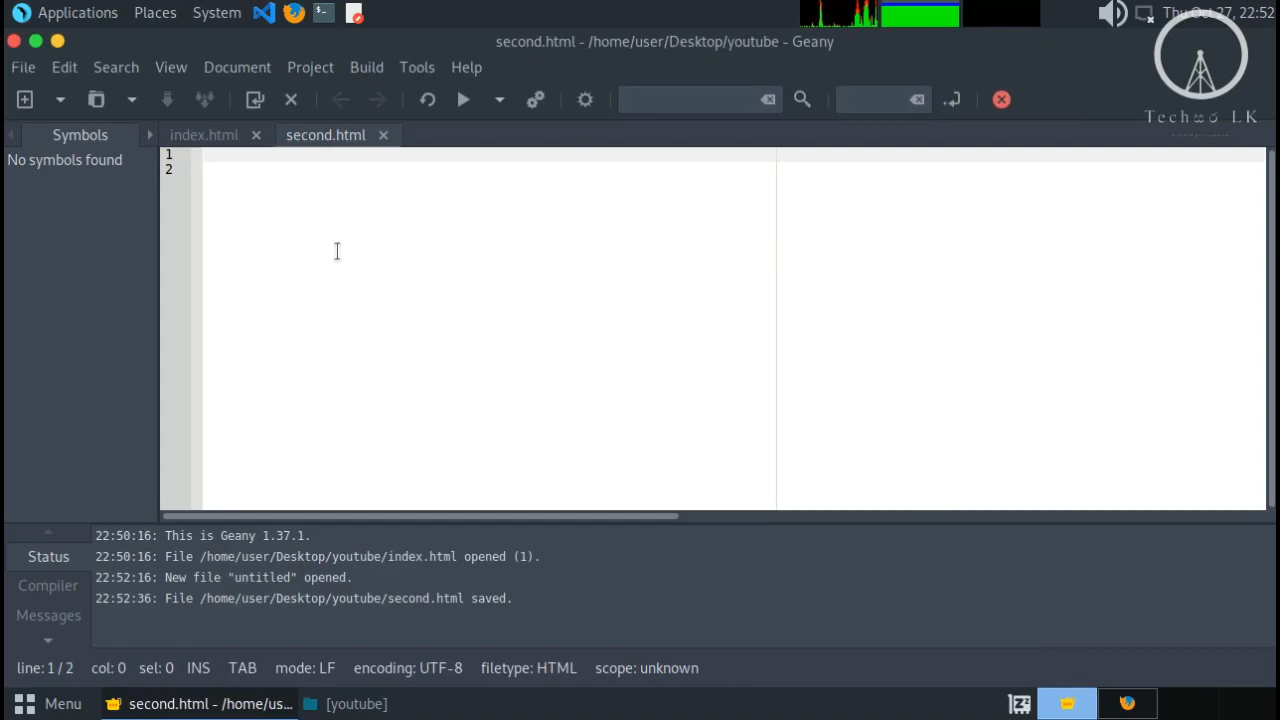 Applications Places System Thu Oct 27, 22:52
second.html - /home/user/Desktop/youtube - Geany
File Edit Search View Document Project Build Tools Help
Techwo LK
Symbols index.html second.html
No symbols found
1
2
22:50:16: This is Geany 1.37.1.
Status 22:50:16: File /home/user/Desktop/youtube/index.html opened (1).
22:52:16: New file "untitled" opened.
Compiler
22:52:36: File /home/user/Desktop/youtube/second.html saved.
Messages
line: 1 / 2 col: 0 sel: 0 INS TAB mode: LF encoding: UTF-8 filetype: HTML scope: unknown
Menu second.html - /home/us... [youtube]